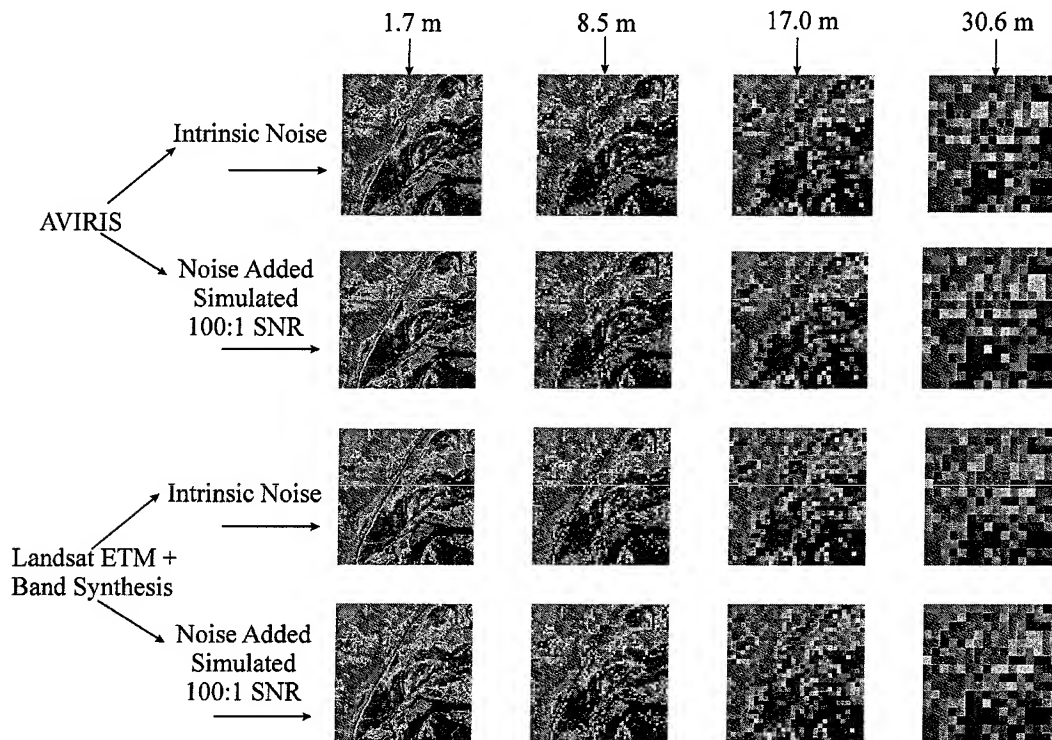 1.7 m
8.5 m
17.0 m
30.6 m
Intrinsic Noise
AVIRIS
Noise Added
Simulated
100:1 SNR
Intrinsic Noise
Landsat ETM +
Band Synthesis
Noise Added
Simulated
100:1 SNR